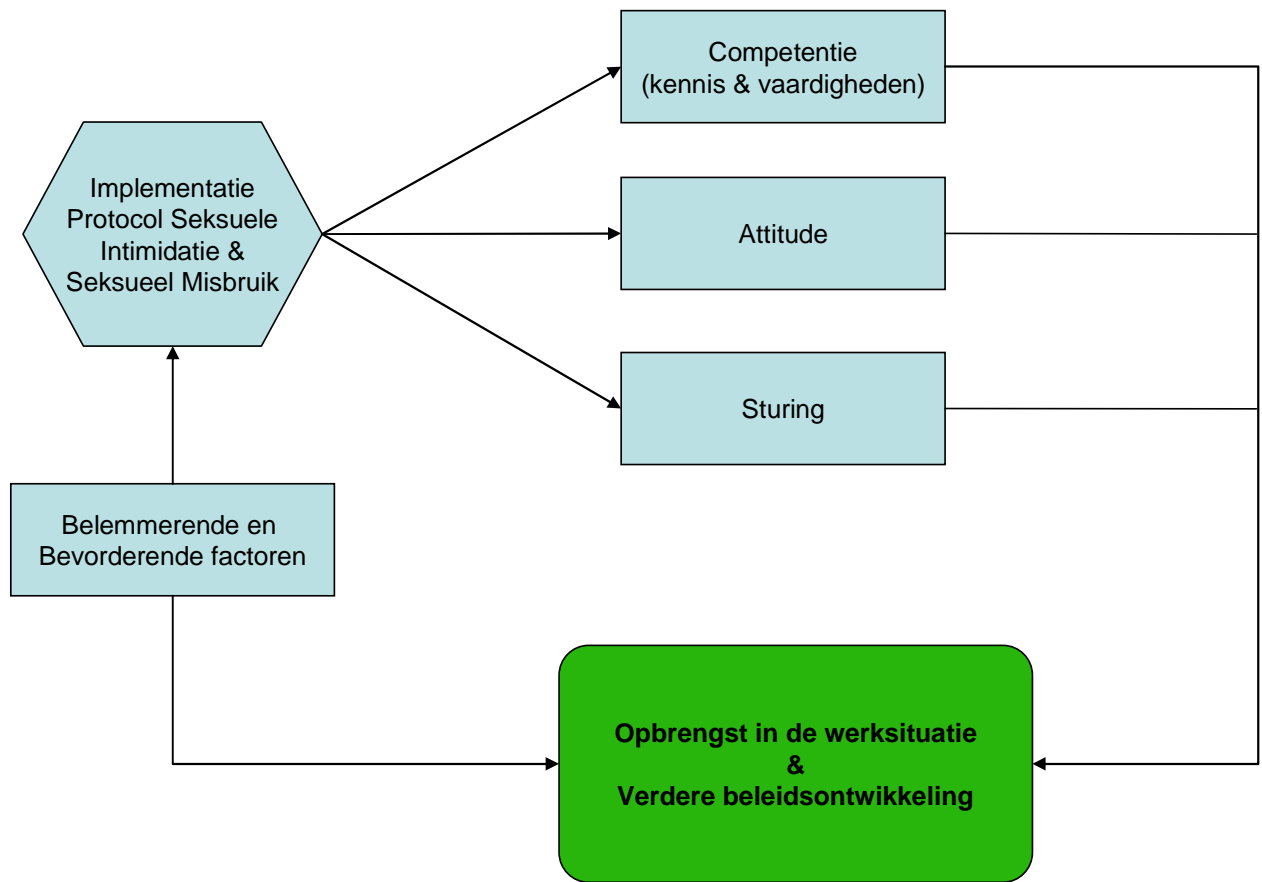 Competentie
(kennis & vaardigheden)
Implementatie
Protocol Seksuele
Intimidatie &
Seksueel Misbruik
Attitude
Sturing
Belemmerende en
Bevorderende factoren
Opbrengst in de werksituatie
&
Verdere beleidsontwikkeling